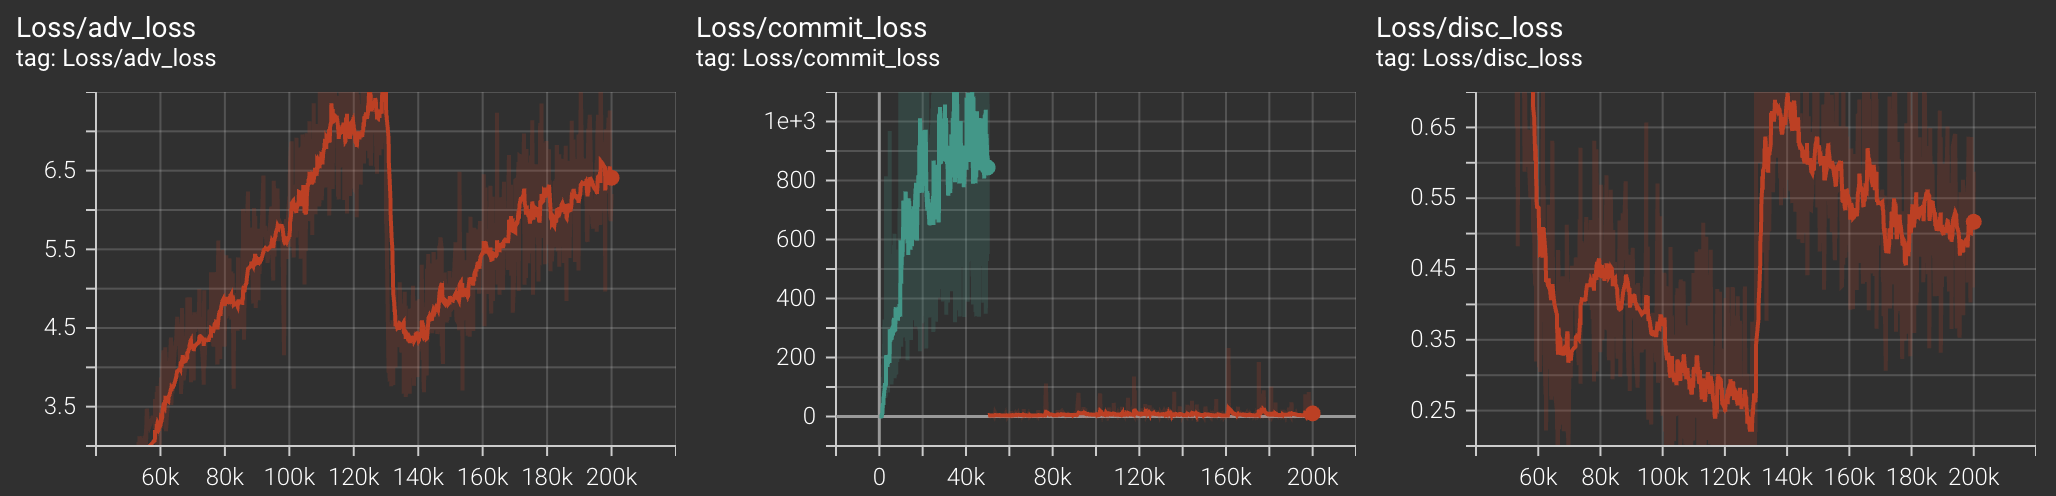 Loss/adv_loss
tag: Loss/adv_loss
6.5
5.5
4.5
3.5
60k 80k 100k 120k 140k 160k 180k 200k
Loss/commit_loss
tag: Loss/commit_loss
1e+3
800
600
400
200
0
0 40k 80k 120k 160k 200k
Loss/disc_loss
tag: Loss/disc_loss
0.65
0.55
0.45
0.35
0.25
60k 80k 100k 120k 140k 160k 180k 200k